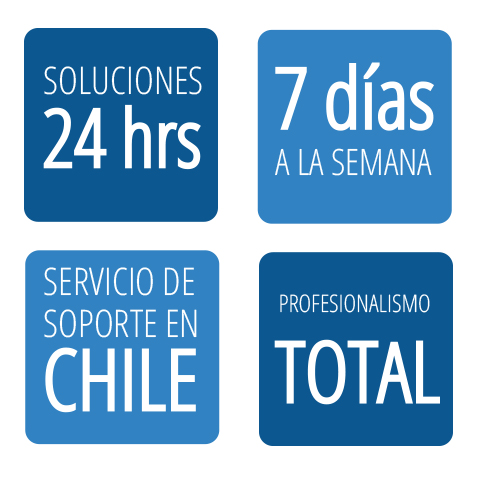 SOLUCIONES
24 hrs
7 días
A LA SEMANA
SERVICIO DE
SOPORTE EN
CHILE
PROFESIONALISMO
TOTAL